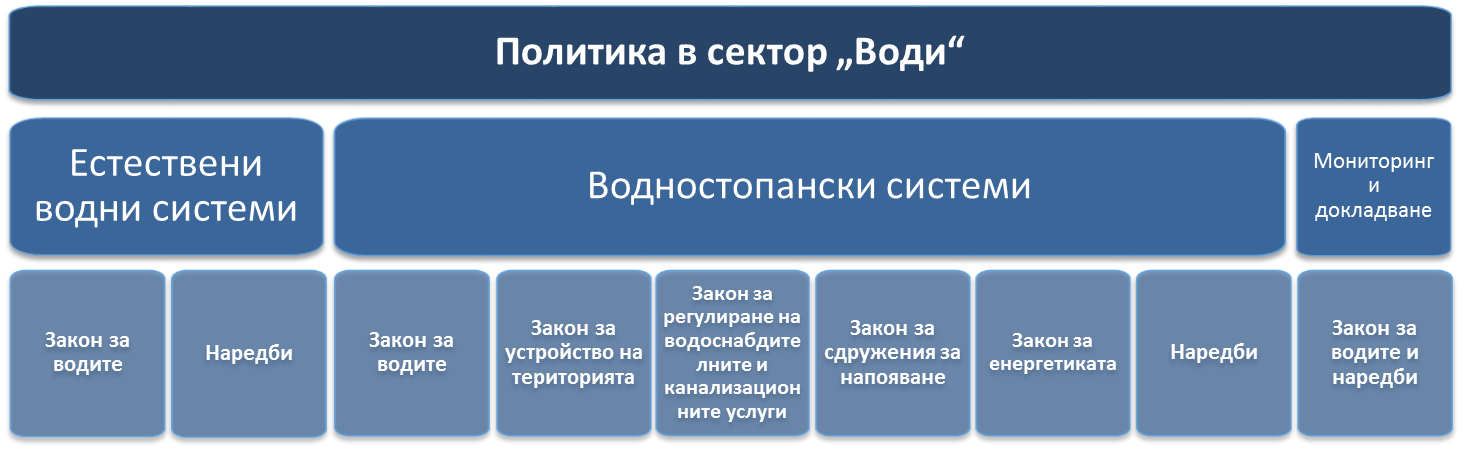 Политика в сектор „Води“
Естествени
водни системи
Водностопански системи
Мониторинг
и
докладване
Закон за
водите
Наредби
Закон за
водите
Закон за
устройство на
територията
Закон за
регулиране на
водоснабдите
лните и
канализацион
ните услуги
Закон за
сдружения за
напояване
Закон за
енергетиката
Наредби
Закон за
водите и
наредби